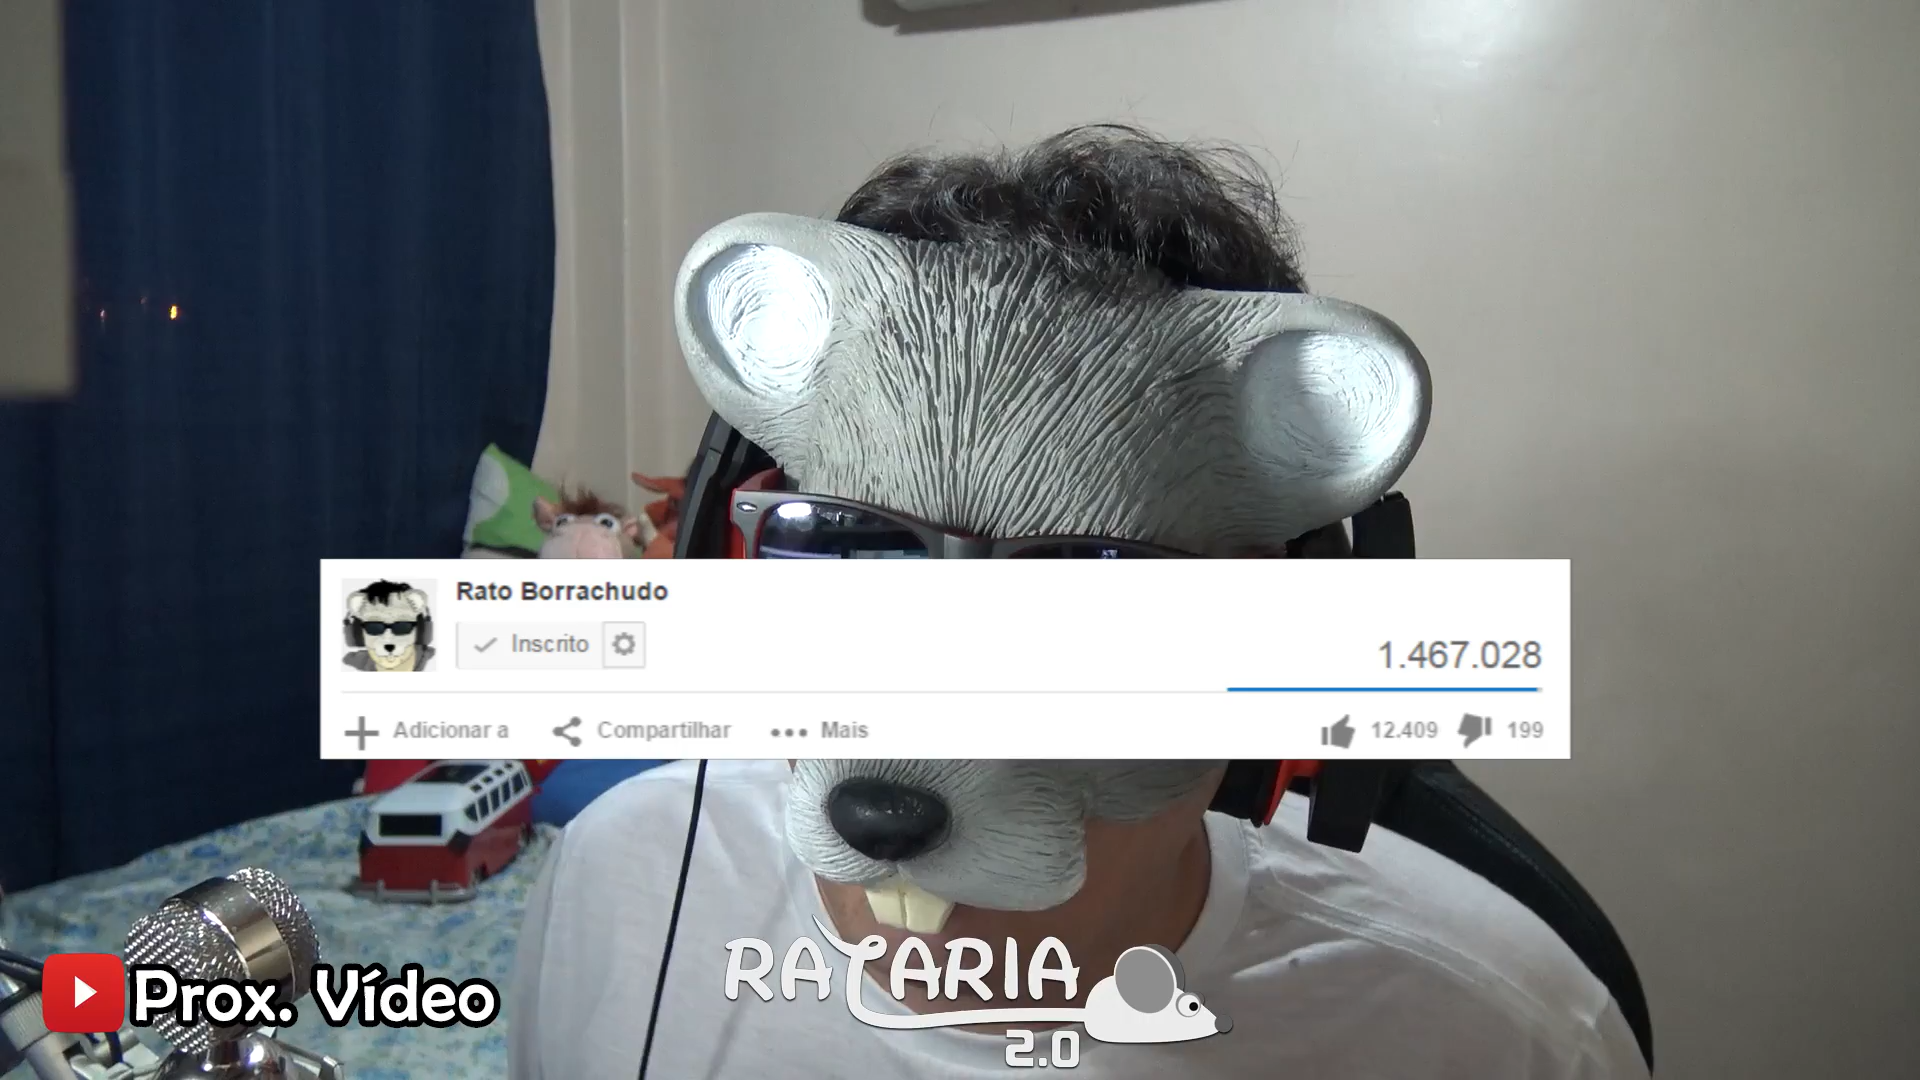 Rato Borrachudo
Inscrito
1.467.028
Adicionar a
Compartilhar
Mais
12.409
199
Prox. Vídeo
RATARIA
2.0